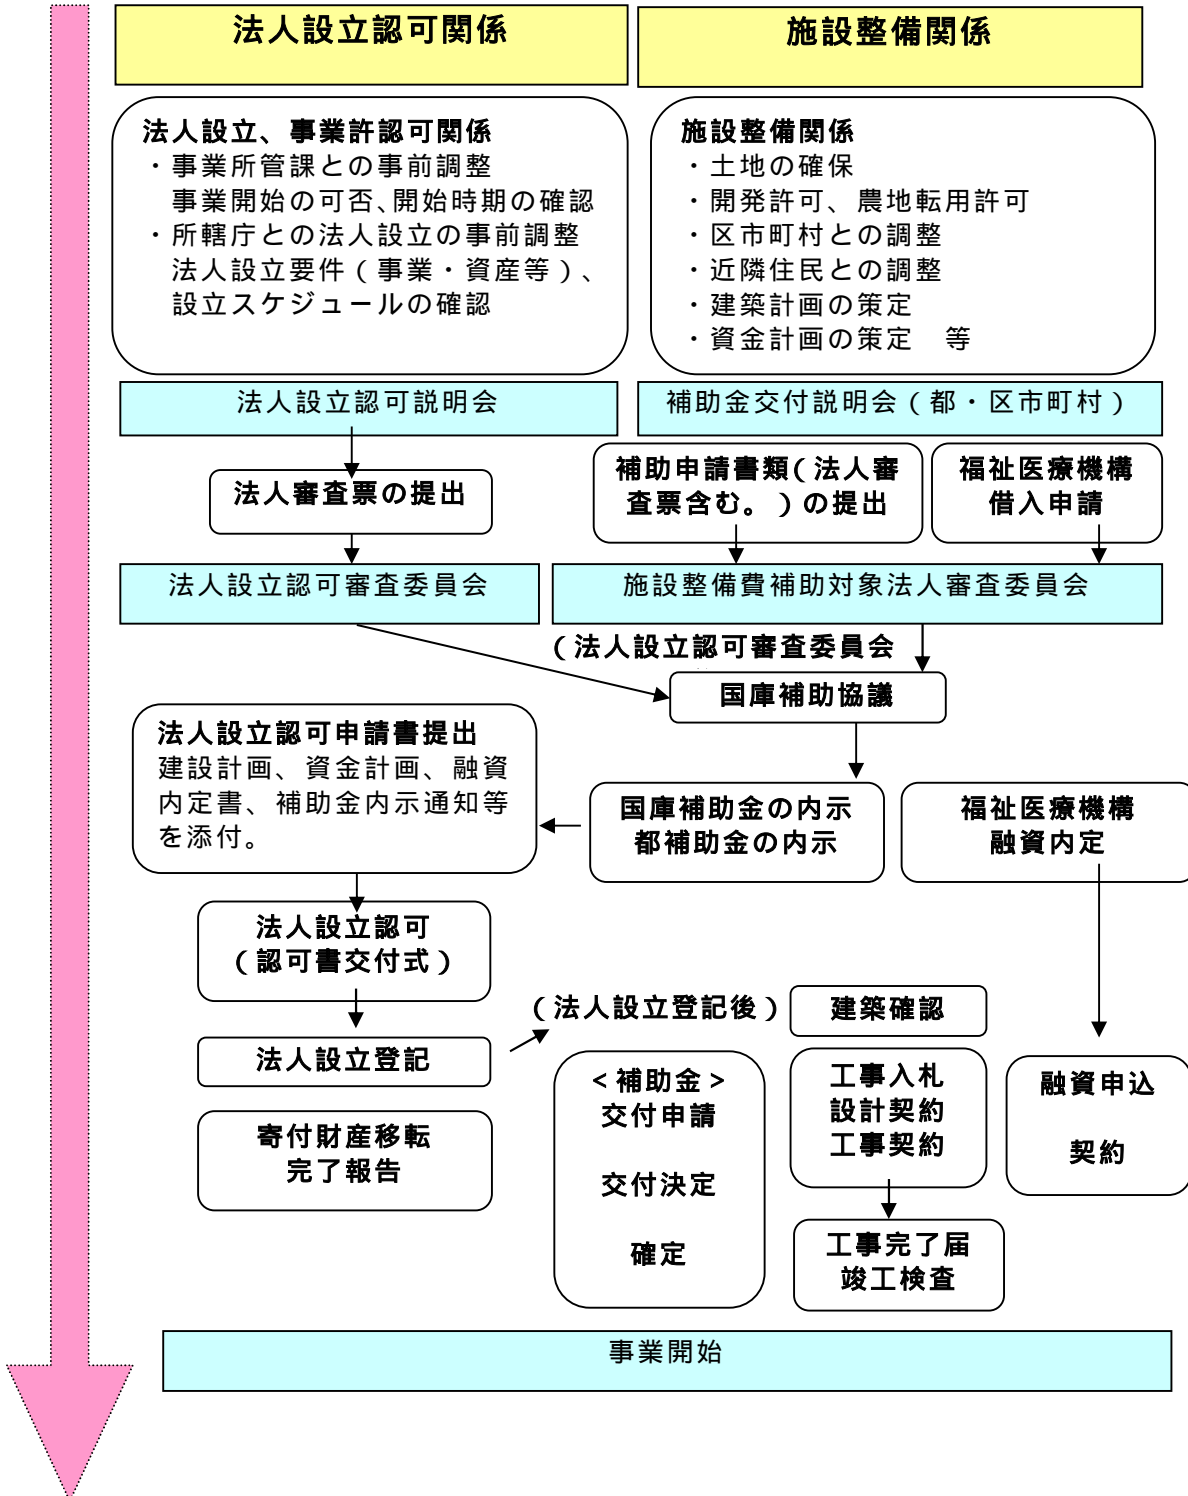 法人設立認可関係
施設整備関係
法人設立、事業許認可関係
・事業所管課との事前調整
事業開始の可否、開始時期の確認
・所轄庁との法人設立の事前調整
法人設立要件（事業・資産等）、
設立スケジュールの確認
施設整備関係
・土地の確保
・開発許可、農地転用許可
・区市町村との調整
・近隣住民との調整
・建築計画の策定
・資金計画の策定　等
法人設立認可説明会
補助金交付説明会（都・区市町村）
法人審査票の提出
補助申請書類（法人審
査票含む。）の提出
福祉医療機構
借入申請
法人設立認可審査委員会
施設整備費補助対象法人審査委員会
（法人設立認可審査委員会
国庫補助協議
法人設立認可申請書提出
建設計画、資金計画、融資
内定書、補助金内示通知等
を添付。
国庫補助金の内示
都補助金の内示
福祉医療機構
融資内定
法人設立認可
（認可書交付式）
法人設立登記
（法人設立登記後）
寄付財産移転
完了報告
＜補助金＞
交付申請
交付決定
確定
建築確認
工事入札
設計契約
工事契約
工事完了届
竣工検査
融資申込
契約
事業開始